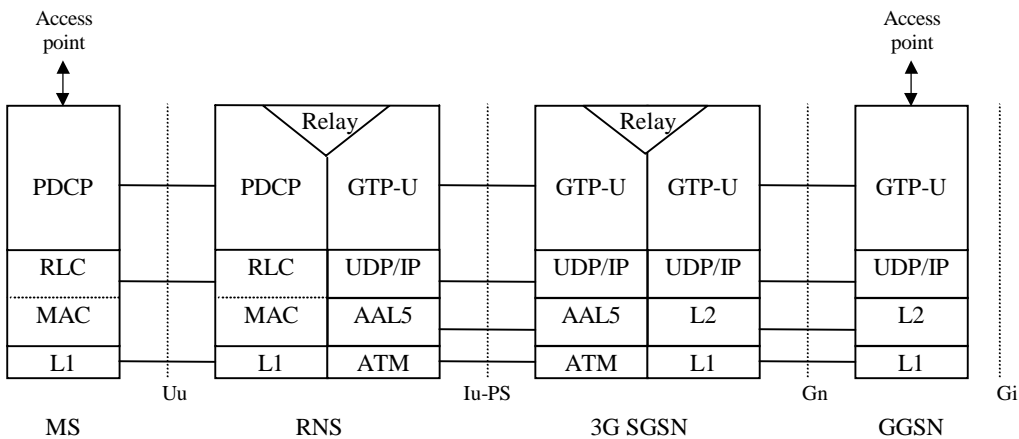 Access point
Access point
Relay
Relay
PDCP
PDCP
GTP-U
GTP-U
GTP-U
GTP-U
RLC
RLC
UDP/IP
UDP/IP
UDP/IP
UDP/IP
MAC
MAC
AAL5
AAL5
L2
L2
L1
L1
ATM
ATM
L1
L1
Uu
Iu-PS
Gn
Gi
MS
RNS
3G SGSN
GGSN